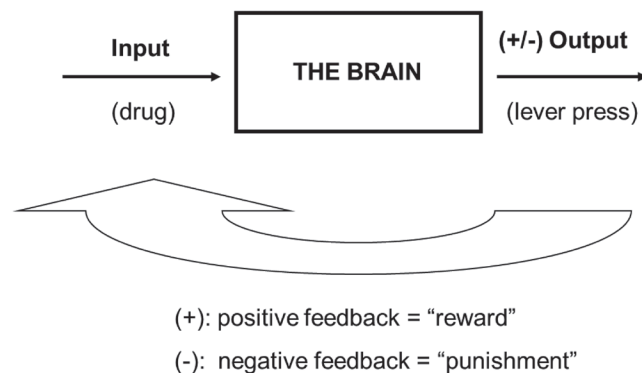 Input
(drug)
THE BRAIN
(+/-) Output
(lever press)
(+): positive feedback = “reward”
(-): negative feedback = “punishment”